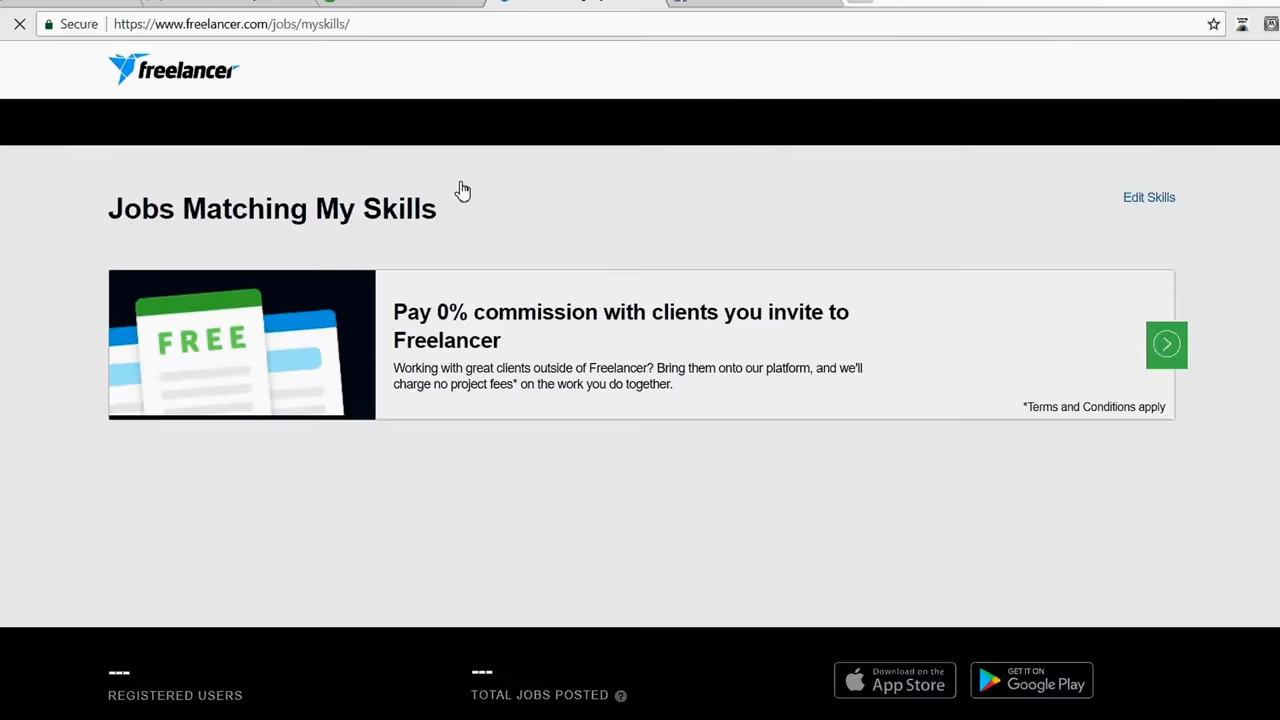 Secure
https://www.freelancer.com/jobs/myskills/
freelancer
Jobs Matching My Skills
Edit Skills
FREE
Pay 0% commission with clients you invite to
Freelancer
Working with great clients outside of Freelancer? Bring them onto our platform, and we'll
charge no project fees* on the work you do together.
*Terms and Conditions apply
REGISTERED USERS
TOTAL JOBS POSTED ?
Download on the
App Store
GET IT ON
Google Play